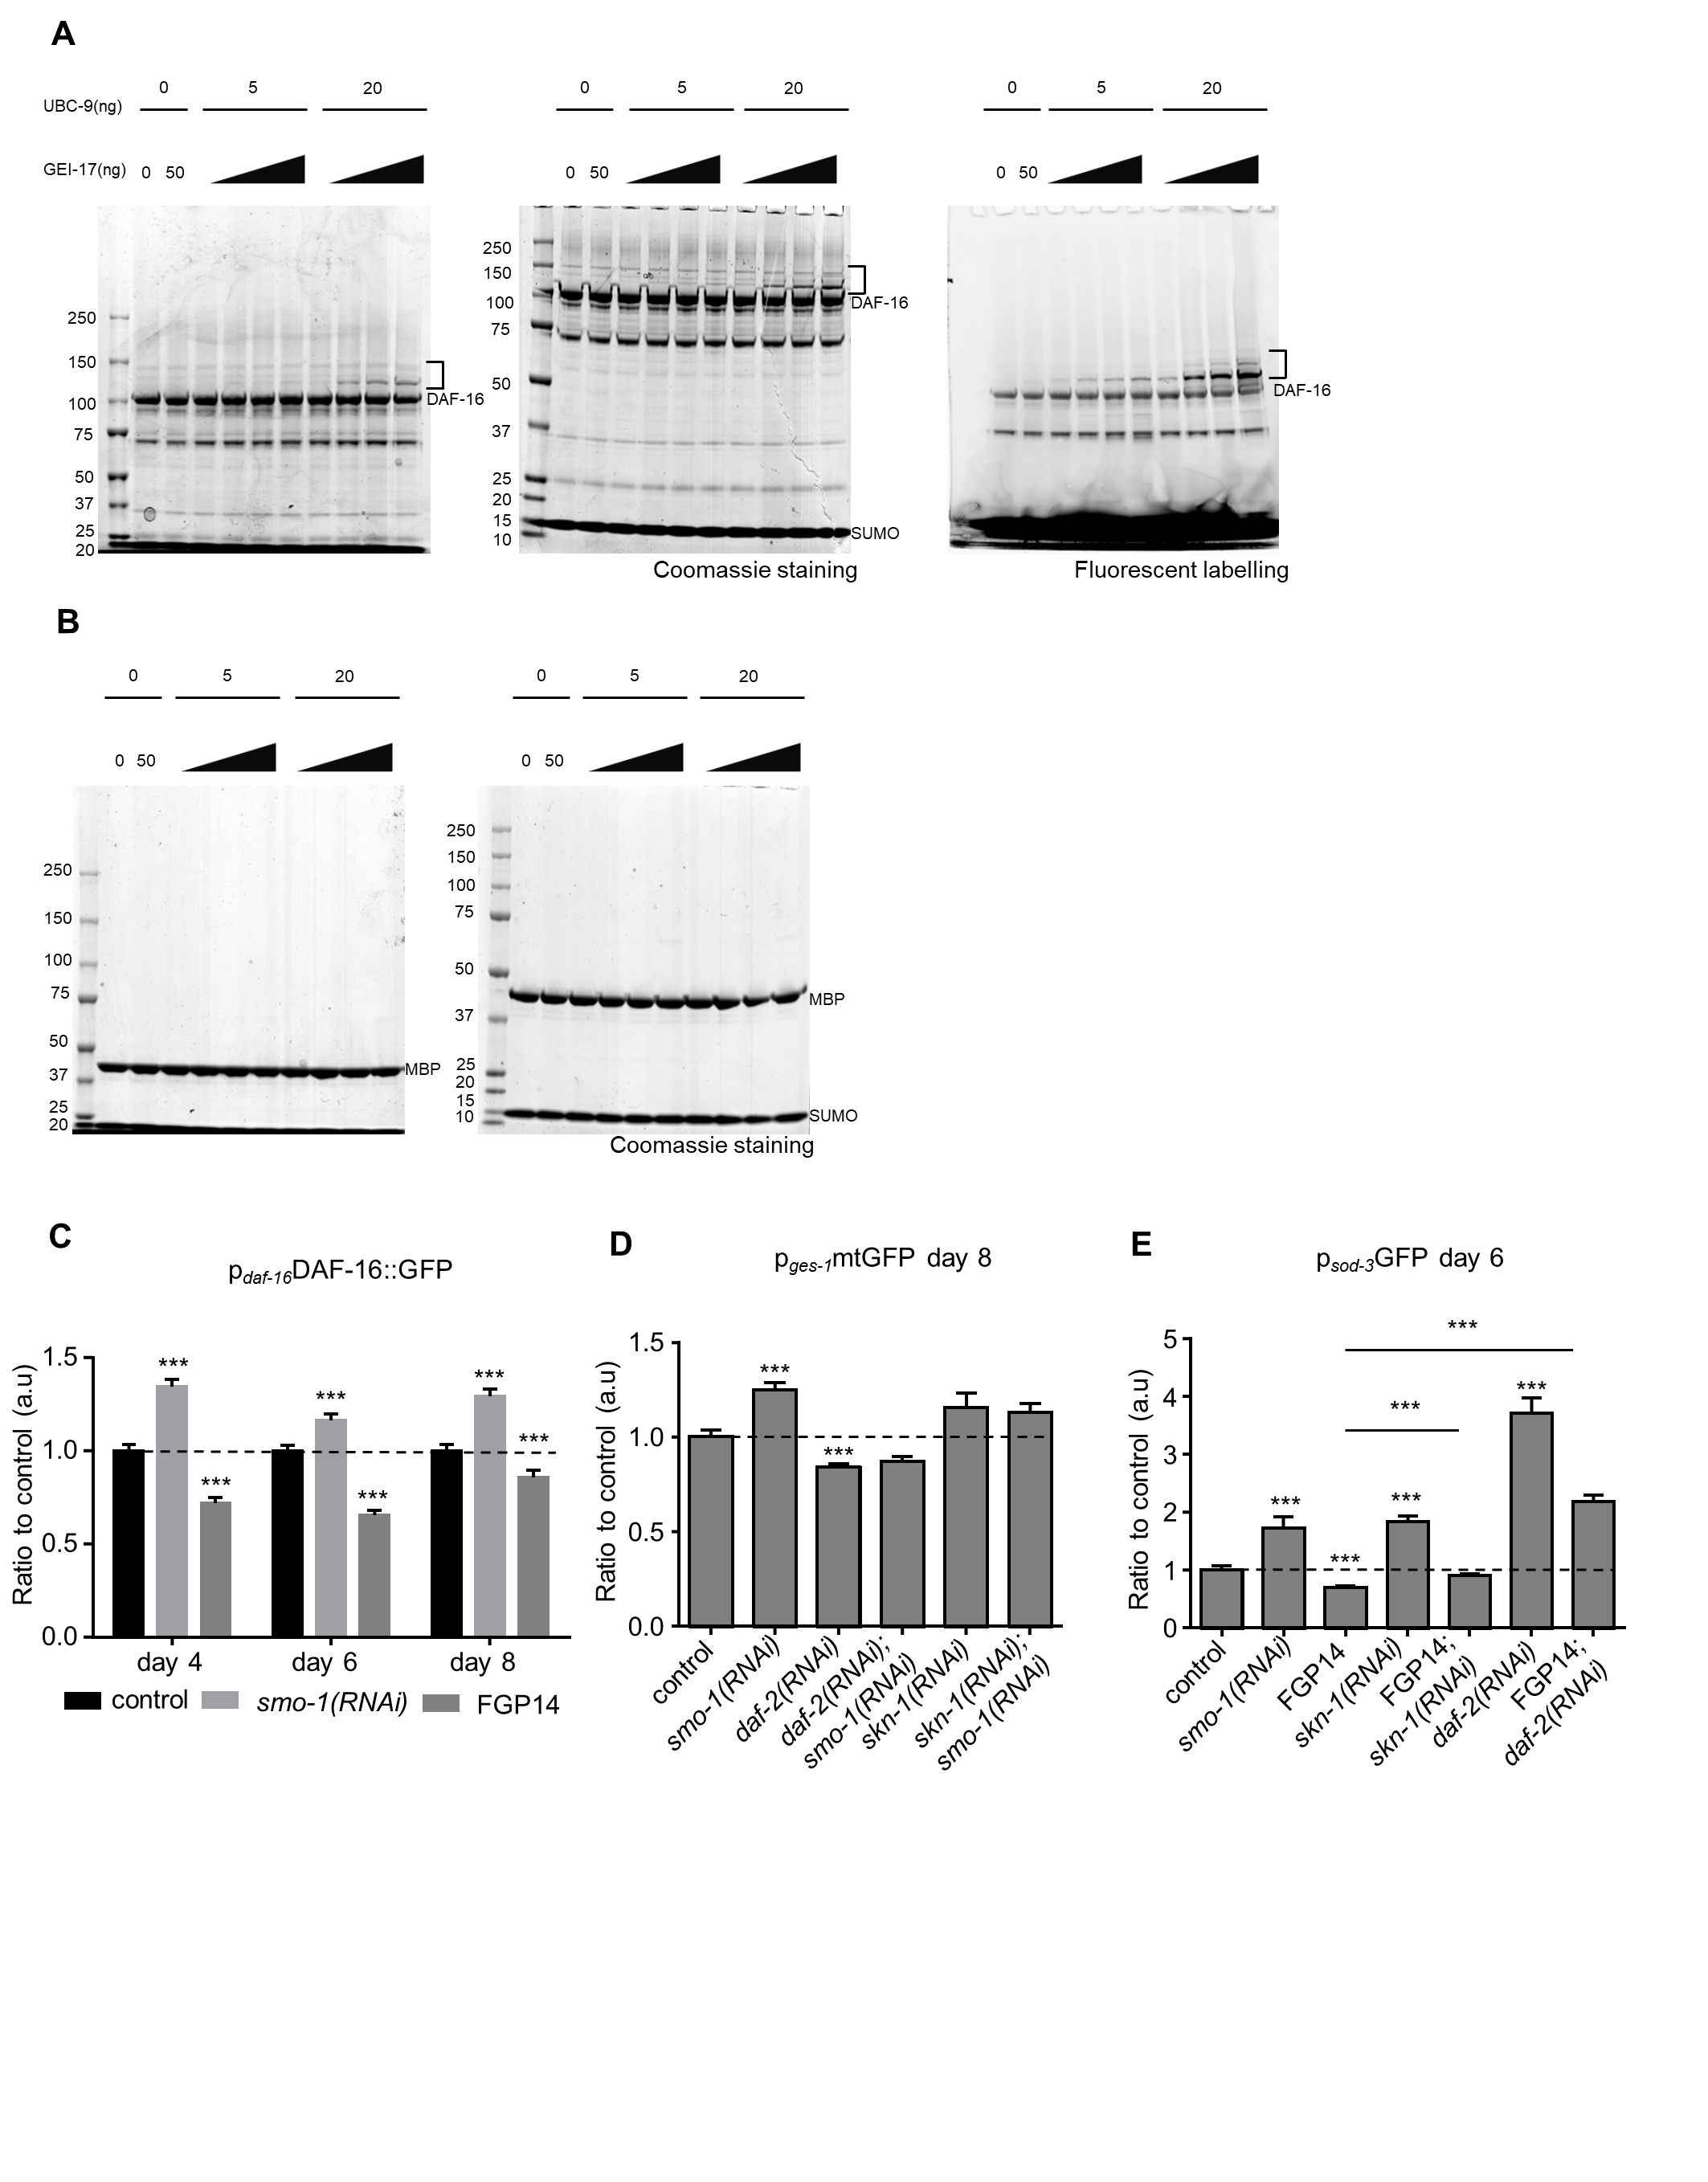 A
UBC-9(ng) 0 5 20 0 5 20 0 5 20
GEI-17(ng) 0 50 0 50 0 50
250
150
100
75
50
37
25
20
DAF-16
250
150
100
75
50
37
25
20
15
10
DAF-16
SUMO
Coomassie staining
DAF-16
Fluorescent labelling
B
0 5 20 0 5 20
0 50 0 50
250
150
100
75
50
37
25
20
MBP
250
150
100
75
50
37
25
20
15
10
MBP
SUMO
Coomassie staining
C
pdaf-16DAF-16::GFP
Ratio to control (a.u)
1.5
1.0
0.5
0.0
*** *** *** *** *** ***
day 4 day 6 day 8
control smo-1(RNAi) FGP14
D
pges-1mtGFP day 8
Ratio to control (a.u)
1.5
1.0
0.5
0.0
*** ***
control
smo-1(RNAi)
daf-2(RNAi)
daf-2(RNAi);
smo-1(RNAi)
skn-1(RNAi)
skn-1(RNAi);
smo-1(RNAi)
E
psod-3GFP day 6
Ratio to control (a.u)
5
4
3
2
1
0
***
***
*** *** *** ***
control
smo-1(RNAi)
FGP14
skn-1(RNAi)
FGP14;
skn-1(RNAi)
daf-2(RNAi)
FGP14;
daf-2(RNAi)